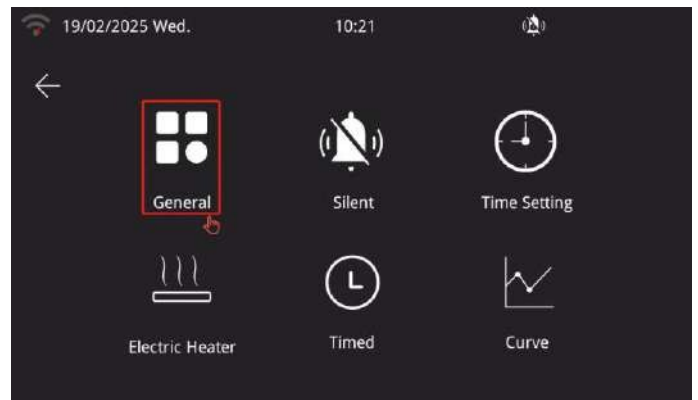 19/02/2025 Wed. 10:21
General Silent Time Setting
Electric Heater Timed Curve